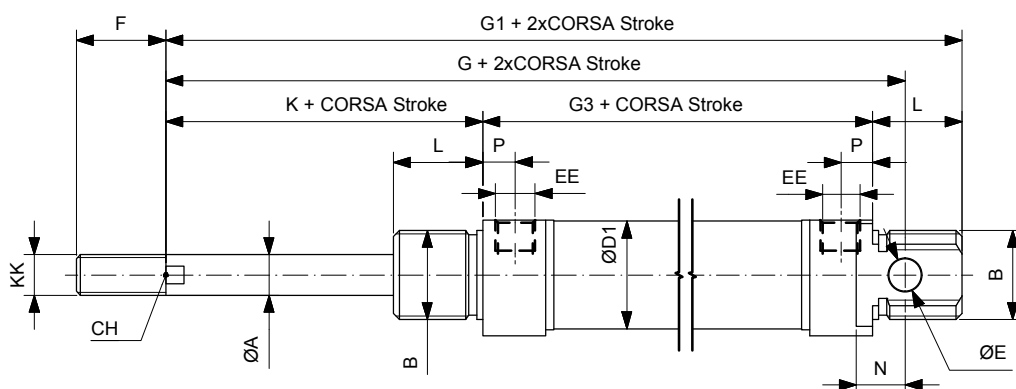 F
G1 + 2xCORSA Stroke
G + 2xCORSA Stroke
K + CORSA Stroke
G3 + CORSA Stroke
L
L
P
P
EE
EE
KK
ØD1
B
CH
ØA
B
N
ØE